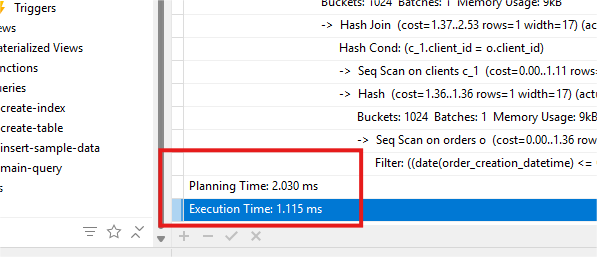 Triggers
aterialized Views
nctions
eries
create-index
create-table
insert-sample-data
main-query
s
Buckets: 1024 Batches: 1 Memory Usage: 9kB
-> Hash Join (cost=1.37..2.53 rows=1 width=17) (actu
Hash Cond: (c_1.client_id = o.client_id)
-> Seq Scan on clients c_1 (cost=0.00..1.11 rows
-> Hash (cost=1.36..1.36 rows=1 width=17) (actu
Buckets: 1024 Batches: 1 Memory Usage: 9kB
-> Seq Scan on orders o (cost=0.00..1.36 row
Filter: ((date(order_creation_datetime) <= (
Planning Time: 2.030 ms
Execution Time: 1.115 ms